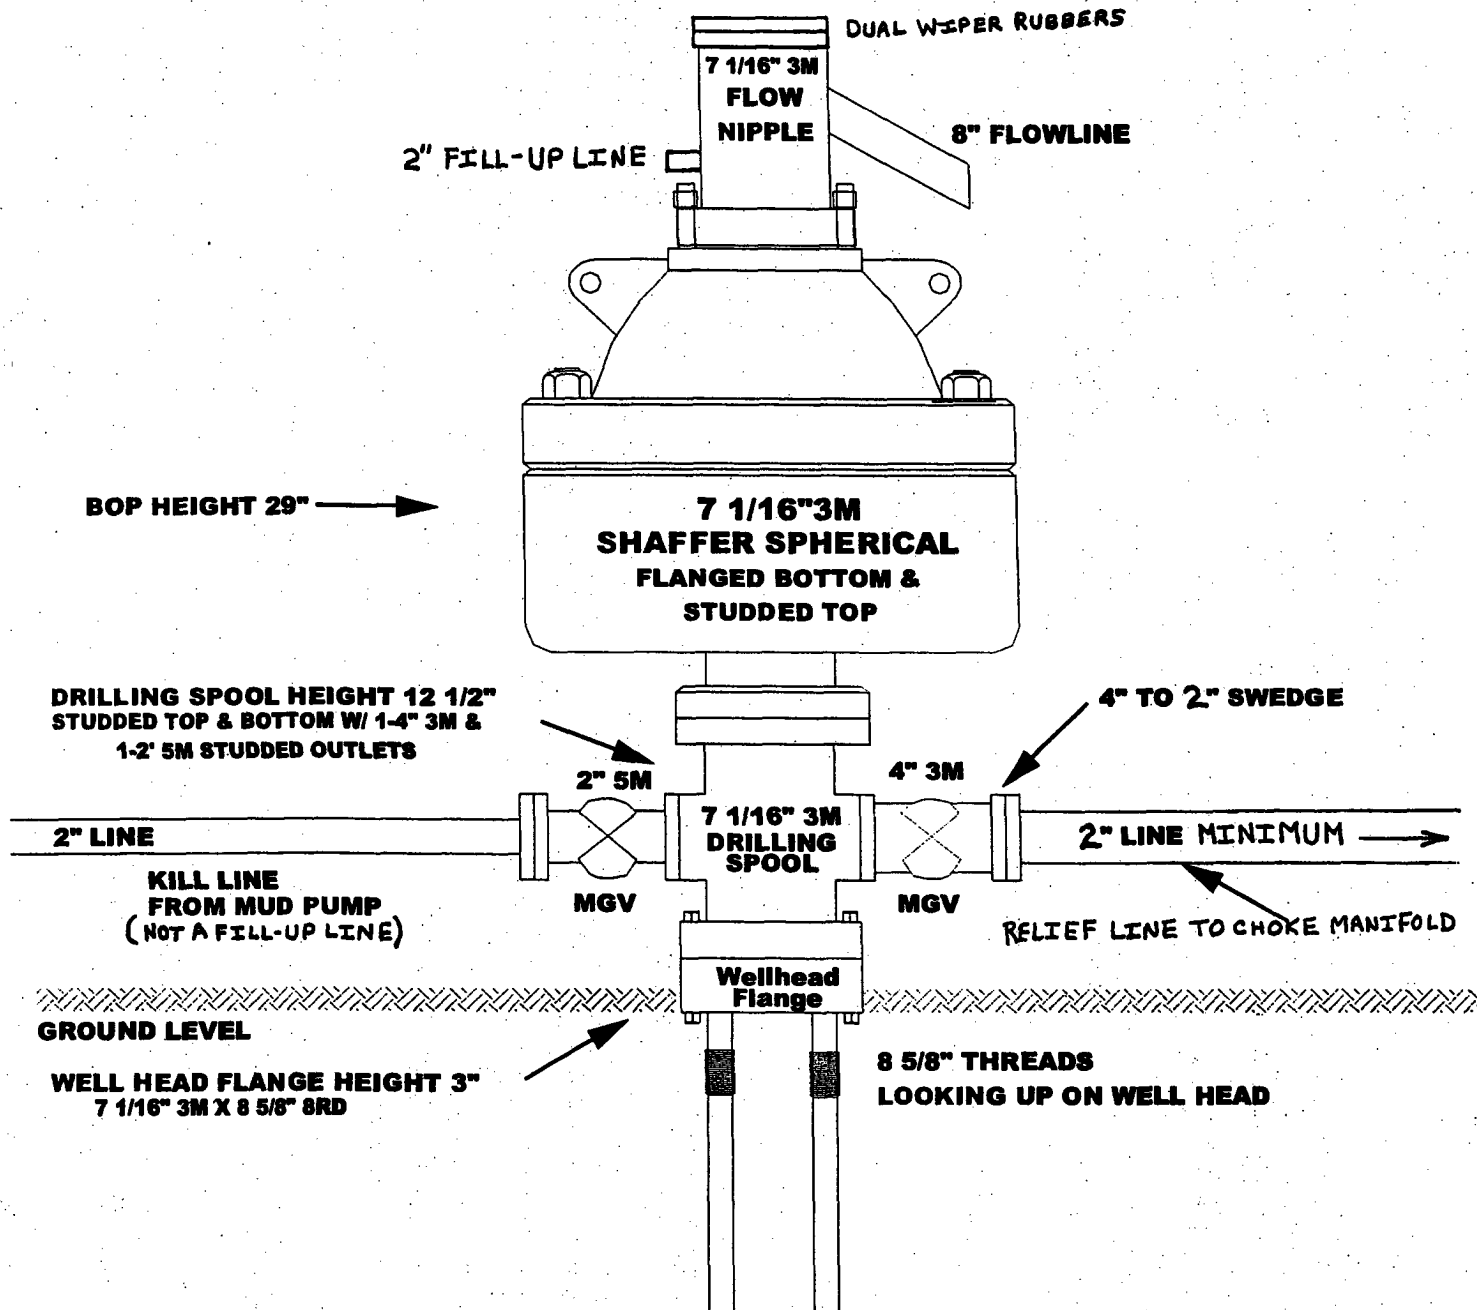 DUAL WIPER RUBBERS
7 1/16" 3M
FLOW
NIPPLE
8" FLOWLINE
2" FILL-UP LINE
BOP HEIGHT 29"
7 1/16"3M
SHAFFER SPHERICAL
FLANGED BOTTOM &
STUDDED TOP
DRILLING SPOOL HEIGHT 12 1/2"
STUDDED TOP & BOTTOM W/ 1-4" 3M &
1-2' 5M STUDDED OUTLETS
4" TO 2" SWEDGE
2" 5M
4" 3M
7 1/16" 3M
DRILLING
SPOOL
2" LINE
2" LINE MINIMUM
KILL LINE
FROM MUD PUMP
(NOT A FILL-UP LINE)
MGV
MGV
RELIEF LINE TO CHOKE MANIFOLD
Wellhead
Flange
GROUND LEVEL
WELL HEAD FLANGE HEIGHT 3"
7 1/16" 3M X 8 5/8" 8RD
8 5/8" THREADS
LOOKING UP ON WELL HEAD